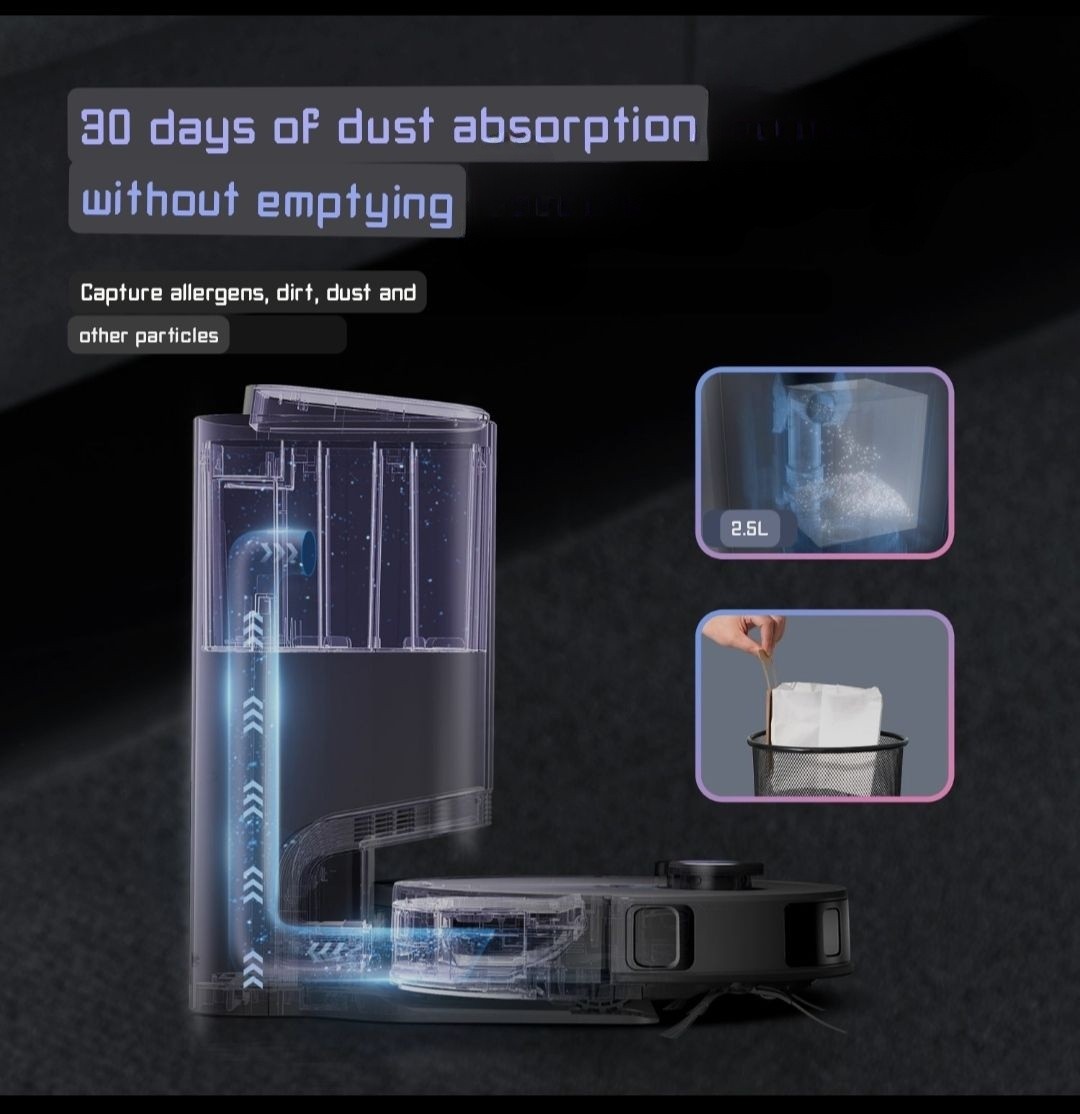 30 days of dust absorption
without emptying
Capture allergens, dirt, dust and
other particles
2.5L